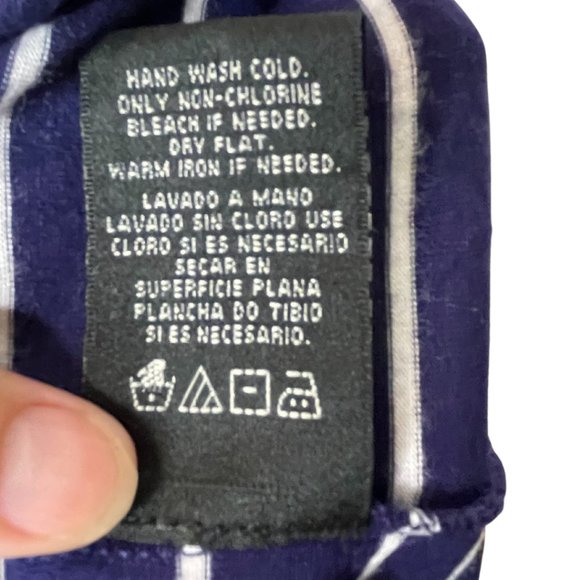 HAND WASH COLD.
ONLY NON-CHLORINE
BLEACH IF NEEDED.
DRY FLAT.
WARM IRON IF NEEDED.
LAVADO A MANO
LAVADO SIN CLORO USE
CLORO SI ES NECESARIO
SECAR EN
SUPERFICIE PLANA
PLANCHA DO TIBIO
SI ES NECESARIO.